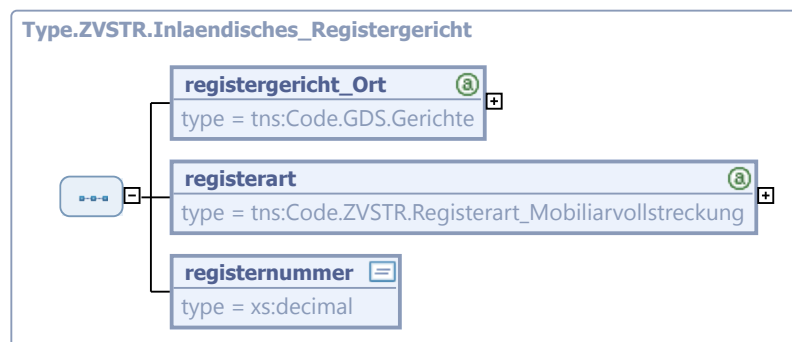 Type.ZVSTR.Inlaendisches_Registergericht
registergericht_Ort
type = tns:Code.GDS.Gerichte
registerart
type = tns:Code.ZVSTR.Registerart_Mobiliarvollstreckung
registernummer
type = xs:decimal